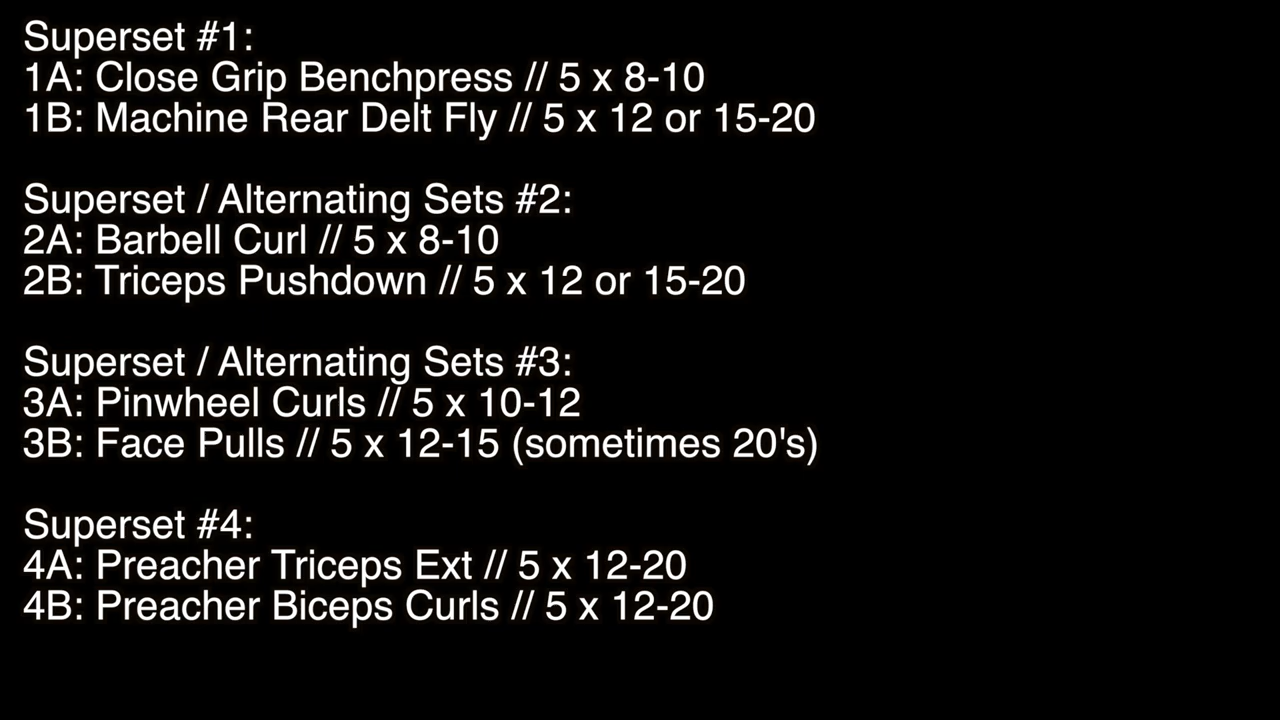 Superset #1:
1A: Close Grip Benchpress // 5 x 8-10
1B: Machine Rear Delt Fly // 5 x 12 or 15-20
Superset / Alternating Sets #2:
2A: Barbell Curl // 5 x 8-10
2B: Triceps Pushdown // 5 x 12 or 15-20
Superset / Alternating Sets #3:
3A: Pinwheel Curls // 5 x 10-12
3B: Face Pulls // 5 x 12-15 (sometimes 20's)
Superset #4:
4A: Preacher Triceps Ext // 5 x 12-20
4B: Preacher Biceps Curls // 5 x 12-20